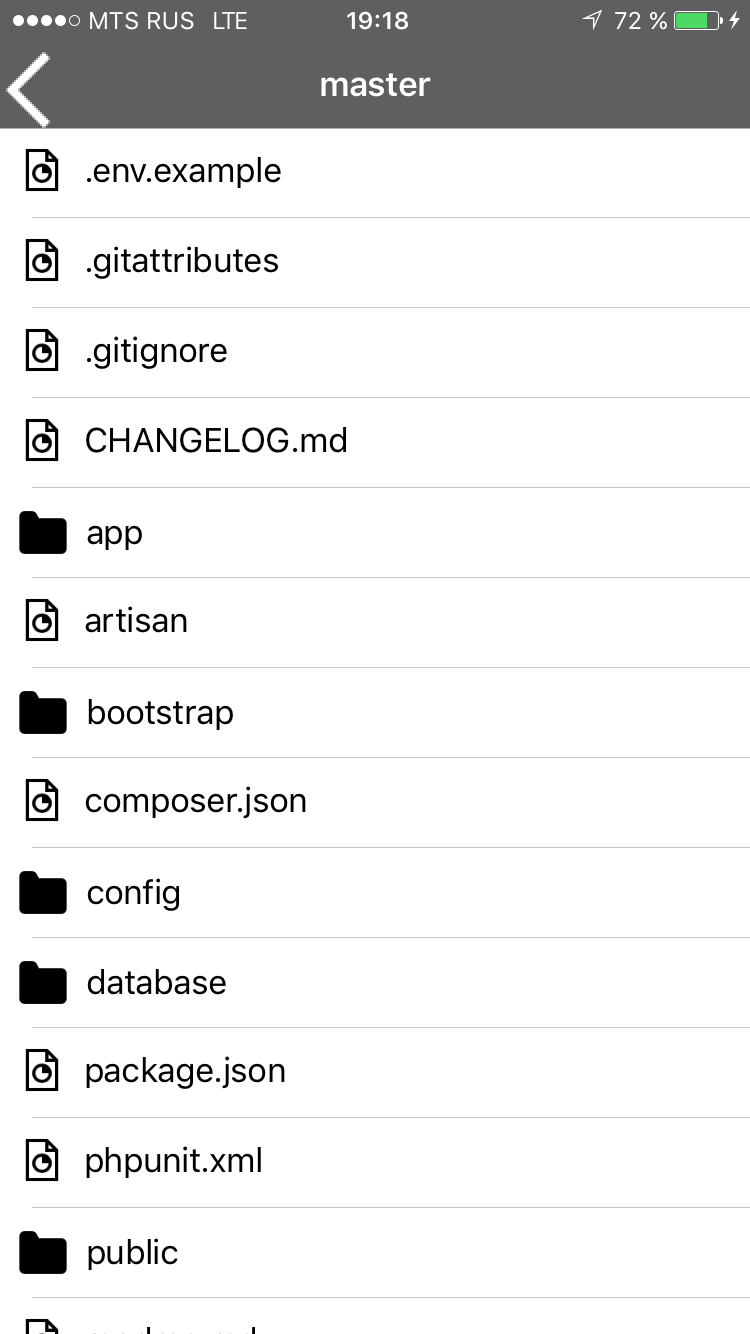 MTS RUS LTE 19:18 72 %
master
.env.example
.gitattributes
.gitignore
CHANGELOG.md
app
artisan
bootstrap
composer.json
config
database
package.json
phpunit.xml
public